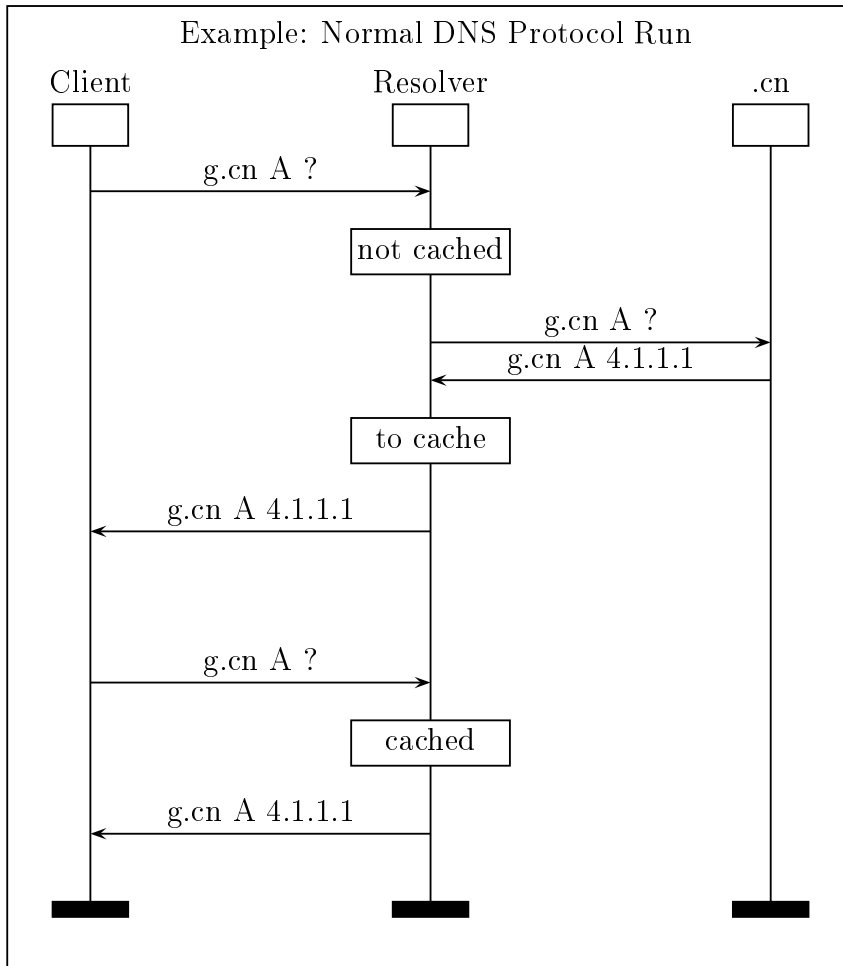 Example: Normal DNS Protocol Run
Client Resolver .cn
g.cn A ?
not cached
g.cn A ?
g.cn A 4.1.1.1
to cache
g.cn A 4.1.1.1
g.cn A ?
cached
g.cn A 4.1.1.1